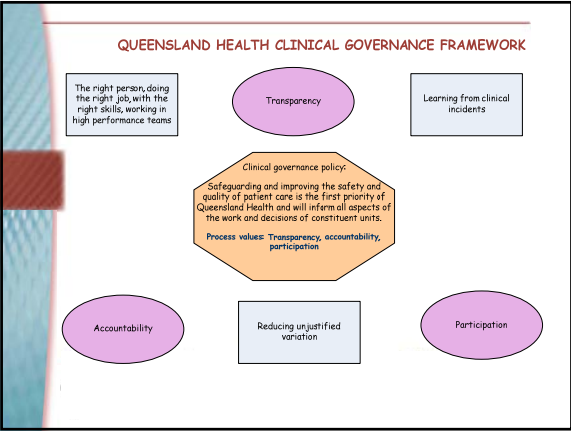 QUEENSLAND HEALTH CLINICAL GOVERNANCE FRAMEWORK
The right person, doing
the right job, with the
right skills, working in
high performance teams
Transparency
Learning from clinical
incidents
Clinical governance policy:
Safeguarding and improving the safety and
quality of patient care is the first priority of
Queensland Health and will inform all aspects of
the work and decisions of constituent units.
Process values: Transparency, accountability,
participation
Accountability
Reducing unjustified
variation
Participation